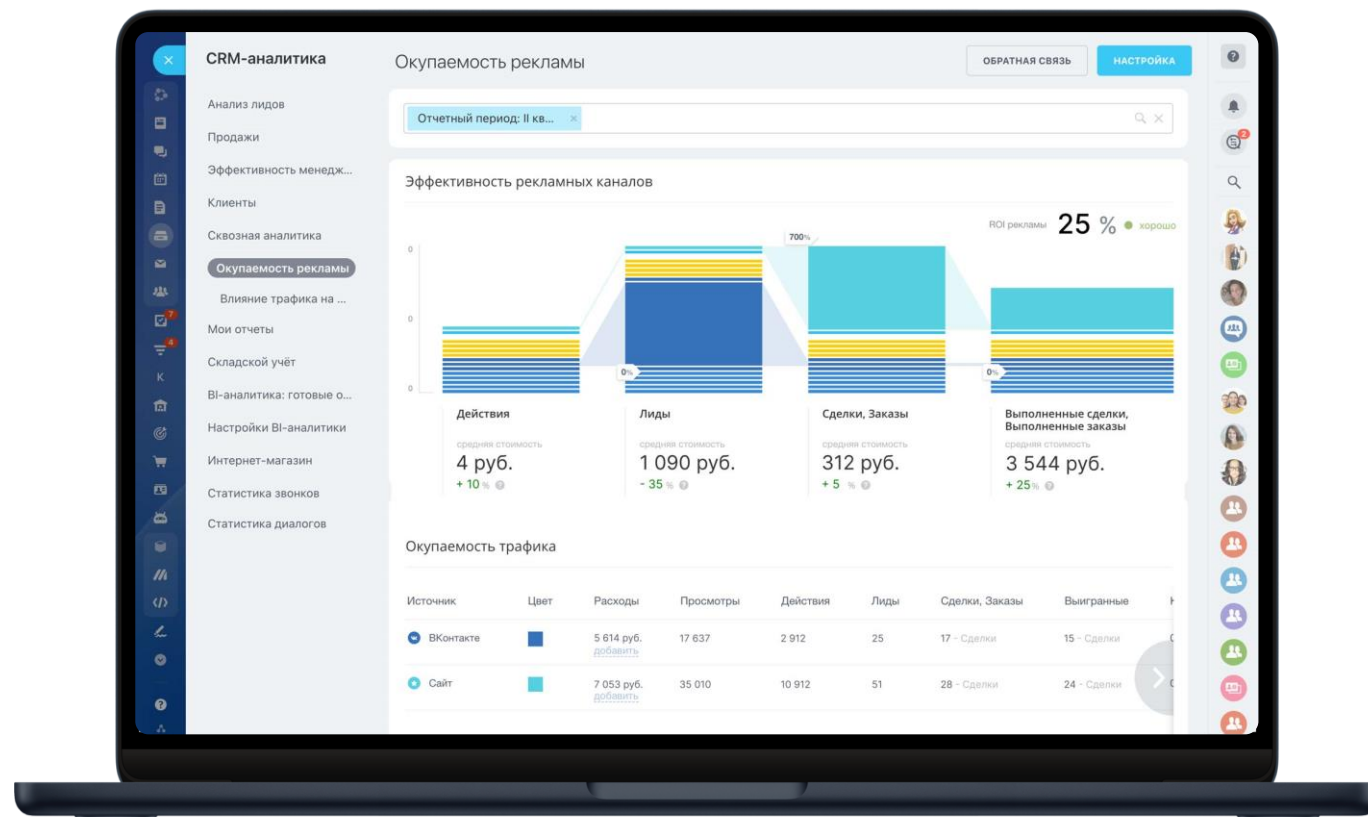 CRM-аналитика
Анализ лидов
Продажи
Эффективность менедж...
Клиенты
Сквозная аналитика
Окупаемость рекламы
Влияние трафика на ...
Мои отчеты
Складской учёт
BI-аналитика: готовые о...
Настройки BI-аналитики
Интернет-магазин
Статистика звонков
Статистика диалогов
7
4
К
Окупаемость рекламы
ОБРАТНАЯ СВЯЗЬ
НАСТРОЙКА
Отчетный период: II кв...
2
Эффективность рекламных каналов
ROI рекламы 25 % хорошо
700%
0
0
0
0%
0%
Действия
средняя стоимость
4 руб.
+ 10 %
Лиды
средняя стоимость
1 090 руб.
- 35 %
Сделки, Заказы
средняя стоимость
312 руб.
+ 5 %
Выполненные сделки,
Выполненные заказы
средняя стоимость
3 544 руб.
+ 25 %
Окупаемость трафика
Источник Цвет Расходы Просмотры Действия Лиды Сделки, Заказы Выигранные
ВКонтакте 5 614 руб. 17 637 2 912 25 17 - Сделки 15 - Сделки
добавить
Сайт 7 053 руб. 35 010 10 912 51 28 - Сделки 24 - Сделки
добавить